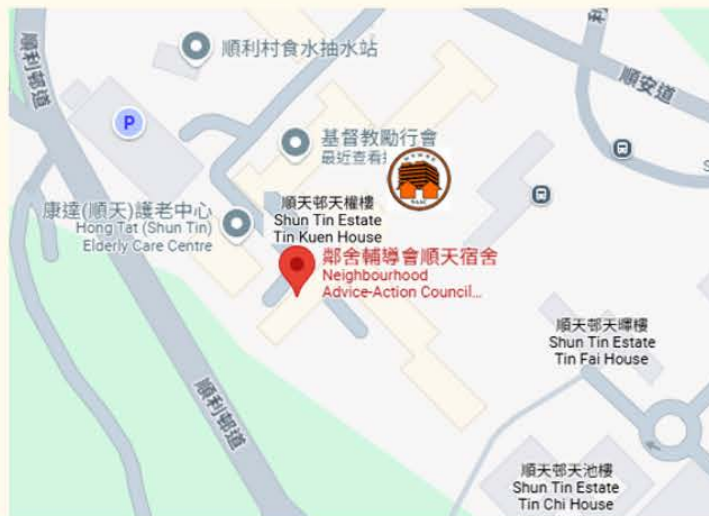 順利邨道
順利村食水抽水站
利
順安道
P
基督教勵行會
最近查看
順天邨天權樓
Shun Tin Estate
Tin Kuen House
康達(順天)護老中心
Hong Tat (Shun Tin)
Elderly Care Centre
鄰舍輔導會順天宿舍
Neighbourhood
Advice-Action Council...
順天邨天暉樓
Shun Tin Estate
Tin Fai House
順利邨道
順天邨天池樓
Shun Tin Estate
Tin Chi House